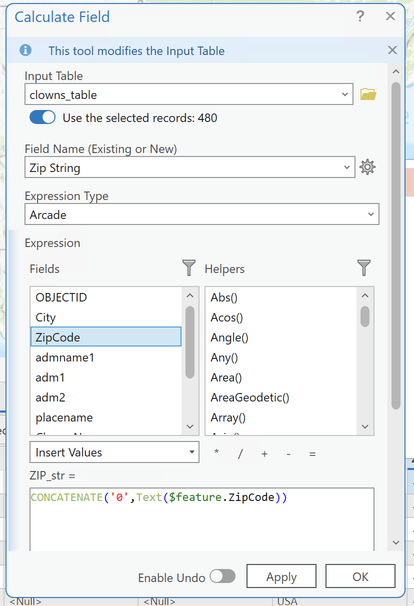 Calculate Field
This tool modifies the Input Table
Input Table
clowns_table
Use the selected records: 480
Field Name (Existing or New)
Zip String
Expression Type
Arcade
Expression
Fields Helpers
OBJECTID Abs()
City Acos()
ZipCode Angle()
admname1 Any()
adm1 Area()
adm2 AreaGeodetic()
placename Array()
Insert Values * / + - =
ZIP_str =
CONCATENATE('0',Text($feature.ZipCode))
Enable Undo Apply OK
<Null> <Null> USA